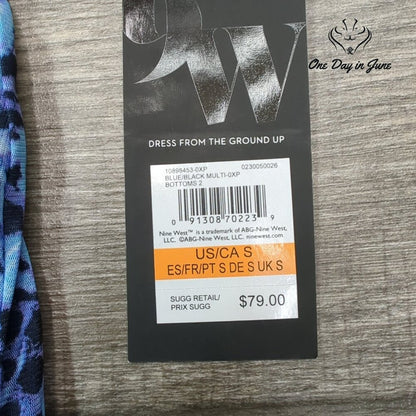 One Day in June
9W
DRESS FROM THE GROUND UP
10899453-0XP 0230050026
BLUE/BLACK MULTI-0XP
BOTTOMS 2
0 91308 70223 9
Nine West™ is a trademark of ABG-Nine West,
LLC. ©ABG-Nine West, LLC. ninewest.com.
US/CA S
ES/FR/PT S DE S UK S
SUGG RETAIL/
PRIX SUGG $79.00